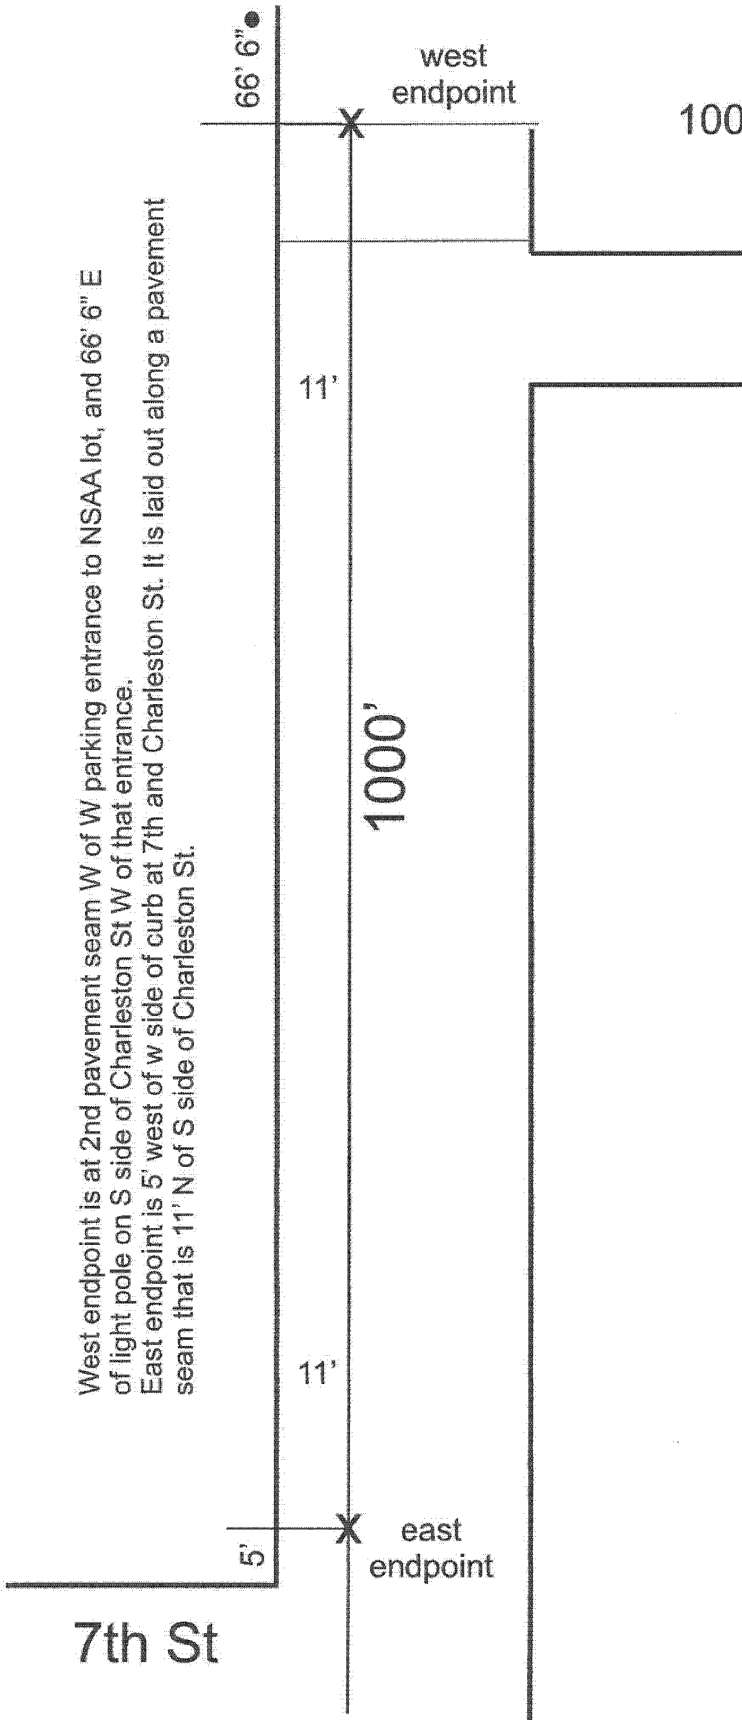 66' 6"
west
endpoint
100
West endpoint is at 2nd pavement seam W of W parking entrance to NSAA lot, and 66' 6" E
of light pole on S side of Charleston St W of that entrance.
East endpoint is 5' west of w side of curb at 7th and Charleston St. It is laid out along a pavement
seam that is 11' N of S side of Charleston St.
11'
1000'
11'
X
X
5'
east
endpoint
7th St